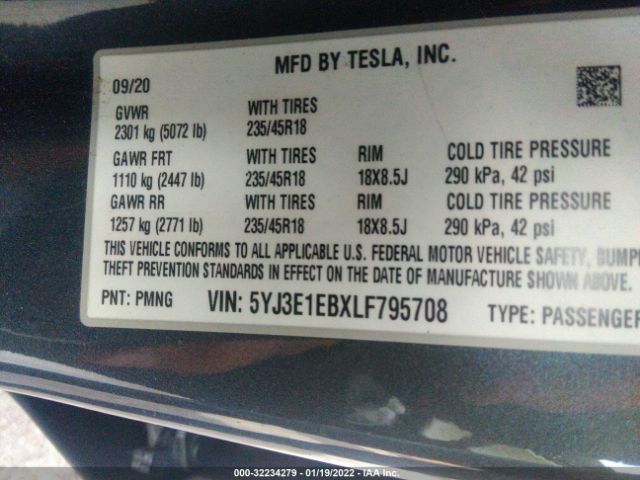 MFD BY TESLA, INC.
09/20
GVWR WITH TIRES
2301 kg (5072 lb) 235/45R18
GAWR FRT WITH TIRES RIM COLD TIRE PRESSURE
1110 kg (2447 lb) 235/45R18 18X8.5J 290 kPa, 42 psi
GAWR RR WITH TIRES RIM COLD TIRE PRESSURE
1257 kg (2771 lb) 235/45R18 18X8.5J 290 kPa, 42 psi
THIS VEHICLE CONFORMS TO ALL APPLICABLE U.S. FEDERAL MOTOR VEHICLE SAFETY, BUMPE
THEFT PREVENTION STANDARDS IN EFFECT ON THE DATE OF MANUFACTURE SHOWN ABOVE.
PNT: PMNG VIN: 5YJ3E1EBXLF795708 TYPE: PASSENGER
000-32234279 - 01/19/2022 - IAA Inc.